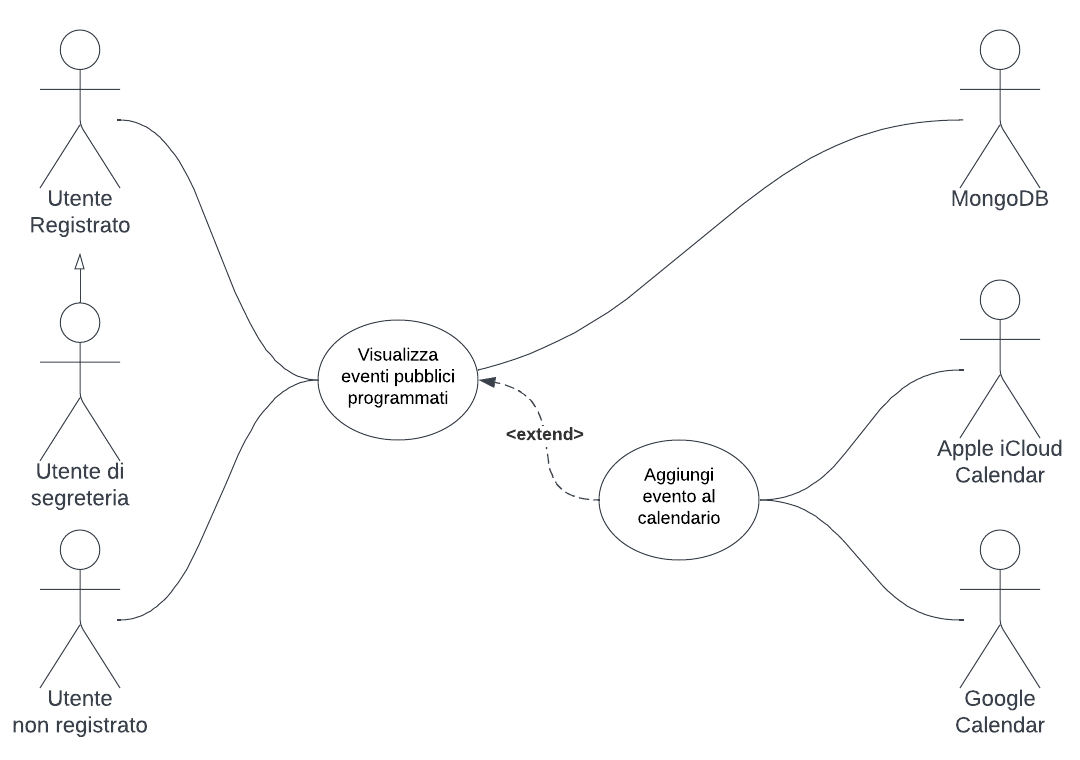 Utente
Registrato
MongoDB
Visualizza
eventi pubblici
programmati
<extend>
Utente di
segreteria
Aggiungi
evento al
calendario
Apple iCloud
Calendar
Utente
non registrato
Google
Calendar